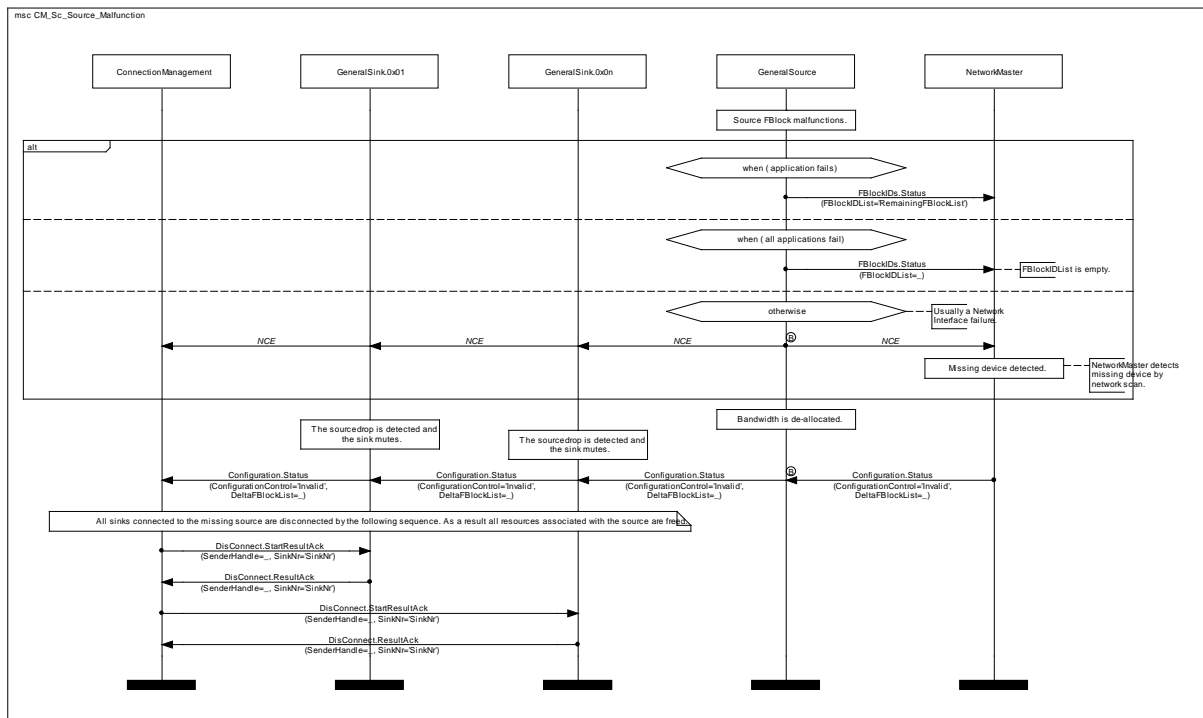 msc CM_Sc_Source_Malfunction
ConnectionManagement
GeneralSink.0x01
GeneralSink.0x0n
GeneralSource
NetworkMaster
Source FBlock malfunctions.
alt
when ( application fails)
FBlockIDs.Status
(FBlockIDList='RemainingFBlockList')
when ( all applications fail)
FBlockIDs.Status
(FBlockIDList=_)
FBlockIDList is empty.
otherwise
Usually a Network
Interface failure.
NCE
NCE
NCE
B
NCE
Missing device detected.
NetworkMaster detects
missing device by
network scan.
Bandwidth is de-allocated.
The sourcedrop is detected and
the sink mutes.
The sourcedrop is detected and
the sink mutes.
Configuration.Status
(ConfigurationControl='Invalid',
DeltaFBlockList=_)
Configuration.Status
(ConfigurationControl='Invalid',
DeltaFBlockList=_)
Configuration.Status
(ConfigurationControl='Invalid',
DeltaFBlockList=_)
B
Configuration.Status
(ConfigurationControl='Invalid',
DeltaFBlockList=_)
All sinks connected to the missing source are disconnected by the following sequence. As a result all resources associated with the source are freed.
DisConnect.StartResultAck
(SenderHandle=_, SinkNr='SinkNr')
DisConnect.ResultAck
(SenderHandle=_, SinkNr='SinkNr')
DisConnect.StartResultAck
(SenderHandle=_, SinkNr='SinkNr')
DisConnect.ResultAck
(SenderHandle=_, SinkNr='SinkNr')